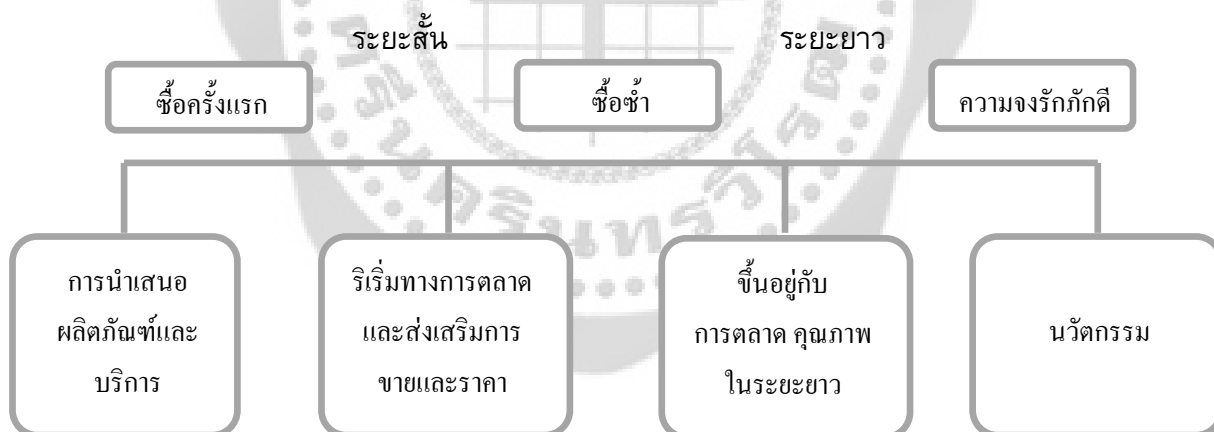 ระยะสั้น ระยะยาว
ซื้อครั้งแรก ซื้อซ้ำ ความจงรักภักดี
การนำเสนอ
ผลิตภัณฑ์และ
บริการ
ริเริ่มทางการตลาด
และส่งเสริมการ
ขายและราคา
ขึ้นอยู่กับ
การตลาด คุณภาพ
ในระยะยาว
นวัตกรรม